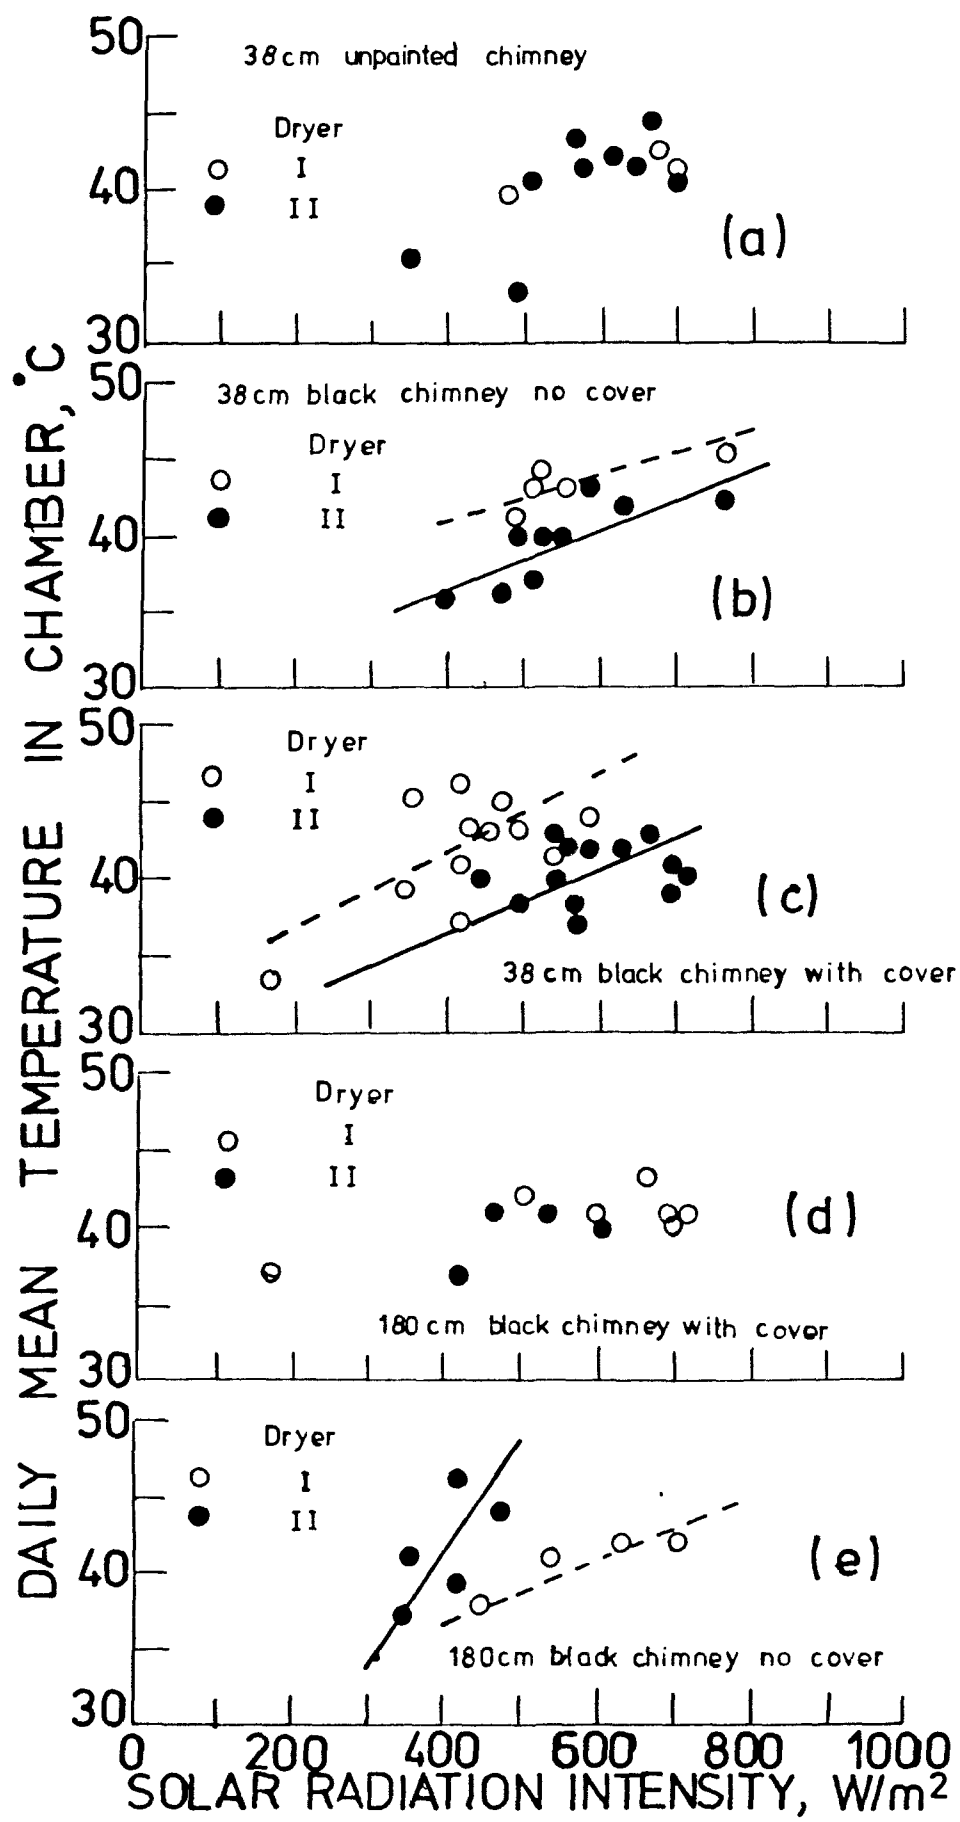 50
38cm unpainted chimney
Dryer
I
40
II
(a)
30
50
38cm black chimney no cover
Dryer
I
II
40
(b)
30
50
Dryer
I
II
40
(c)
38cm black chimney with cover
30
50
Dryer
I
II
40
(d)
180cm black chimney with cover
30
50
Dryer
I
II
40
(e)
180cm black chimney no cover
30
0 200 400 600 800 1000
SOLAR RADIATION INTENSITY, W/m²
DAILY MEAN TEMPERATURE IN CHAMBER, °C